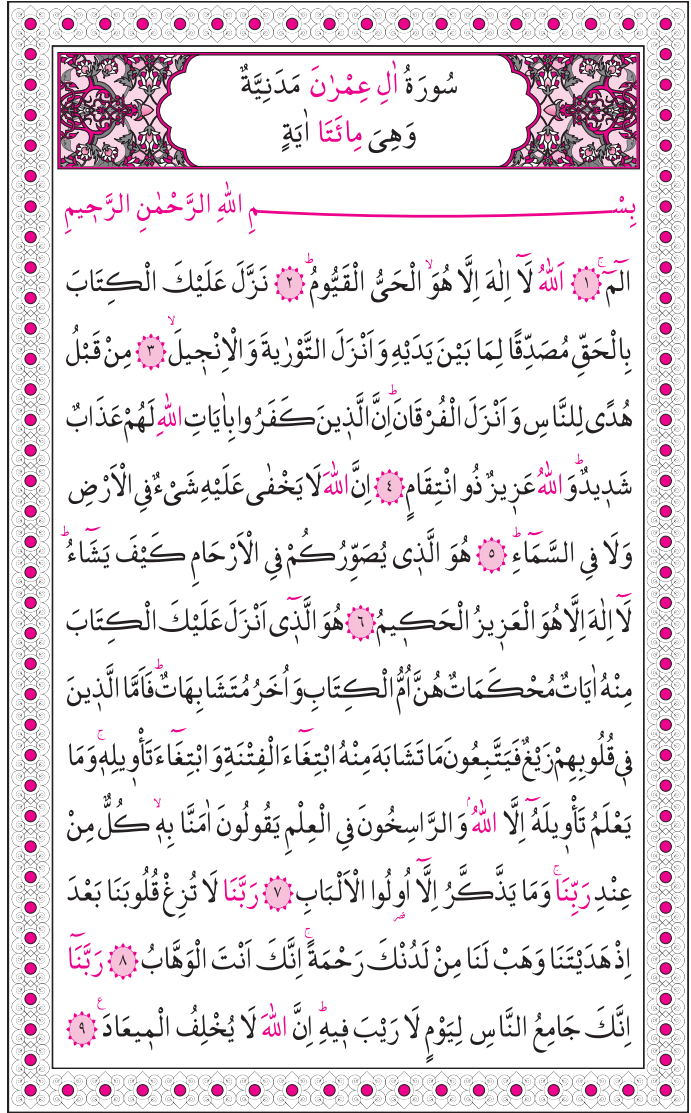 سُورَةُ اٰلِ عِمْرٰنَ مَدَنِيَّةٌ
وَهِيَ مِائَتَا اٰيَةٍ
بِسْمِ اللّٰهِ الرَّحْمٰنِ الرَّح۪يمِ
الٓمٓۚ ﴿١﴾ اَللّٰهُ لَٓا اِلٰهَ اِلَّا هُوَۙ الْحَيُّ الْقَيُّومُۜ ﴿٢﴾ نَزَّلَ عَلَيْكَ الْكِتَابَ
بِالْحَقِّ مُصَدِّقًا لِمَا بَيْنَ يَدَيْهِ وَاَنْزَلَ التَّوْرٰيةَ وَالْاِنْج۪يلَۙ ﴿٣﴾ مِنْ قَبْلُ
هُدًى لِلنَّاسِ وَاَنْزَلَ الْفُرْقَانَۜ اِنَّ الَّذ۪ينَ كَفَرُوا بِاٰيَاتِ اللّٰهِ لَهُمْ عَذَابٌ
شَد۪يدٌۜ وَاللّٰهُ عَز۪يزٌ ذُو انْتِقَامٍ ﴿٤﴾ اِنَّ اللّٰهَ لَا يَخْفٰى عَلَيْهِ شَيْءٌ فِي الْاَرْضِ
وَلَا فِي السَّمَٓاءِۜ ﴿٥﴾ هُوَ الَّذ۪ي يُصَوِّرُكُمْ فِي الْاَرْحَامِ كَيْفَ يَشَٓاءُۜ
لَٓا اِلٰهَ اِلَّا هُوَ الْعَز۪يزُ الْحَك۪يمُ ﴿٦﴾ هُوَ الَّذ۪ٓي اَنْزَلَ عَلَيْكَ الْكِتَابَ
مِنْهُ اٰيَاتٌ مُحْكَمَاتٌ هُنَّ اُمُّ الْكِتَابِ وَاُخَرُ مُتَشَابِهَاتٌۜ فَاَمَّا الَّذ۪ينَ
ف۪ي قُلُوبِهِمْ زَيْغٌ فَيَتَّبِعُونَ مَا تَشَابَهَ مِنْهُ ابْتِغَٓاءَ الْفِتْنَةِ وَابْتِغَٓاءَ تَأْو۪يلِه۪ۚ وَمَا
يَعْلَمُ تَأْو۪يلَهُٓ اِلَّا اللّٰهُۢ وَالرَّاسِخُونَ فِي الْعِلْمِ يَقُولُونَ اٰمَنَّا بِه۪ۙ كُلٌّ مِنْ
عِنْدِ رَبِّنَاۚ وَمَا يَذَّكَّرُ اِلَّٓا اُو۬لُوا الْاَلْبَابِ ﴿٧﴾ رَبَّنَا لَا تُزِغْ قُلُوبَنَا بَعْدَ
اِذْ هَدَيْتَنَا وَهَبْ لَنَا مِنْ لَدُنْكَ رَحْمَةًۚ اِنَّكَ اَنْتَ الْوَهَّابُ ﴿٨﴾ رَبَّنَٓا
اِنَّكَ جَامِعُ النَّاسِ لِيَوْمٍ لَا رَيْبَ ف۪يهِۜ اِنَّ اللّٰهَ لَا يُخْلِفُ الْم۪يعَادَ۟ ﴿٩﴾